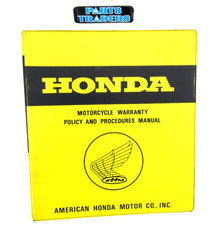 PARTS
TRADERS
HONDA
MOTORCYCLE WARRANTY
POLICY AND PROCEDURES MANUAL
AMERICAN HONDA MOTOR CO., INC.